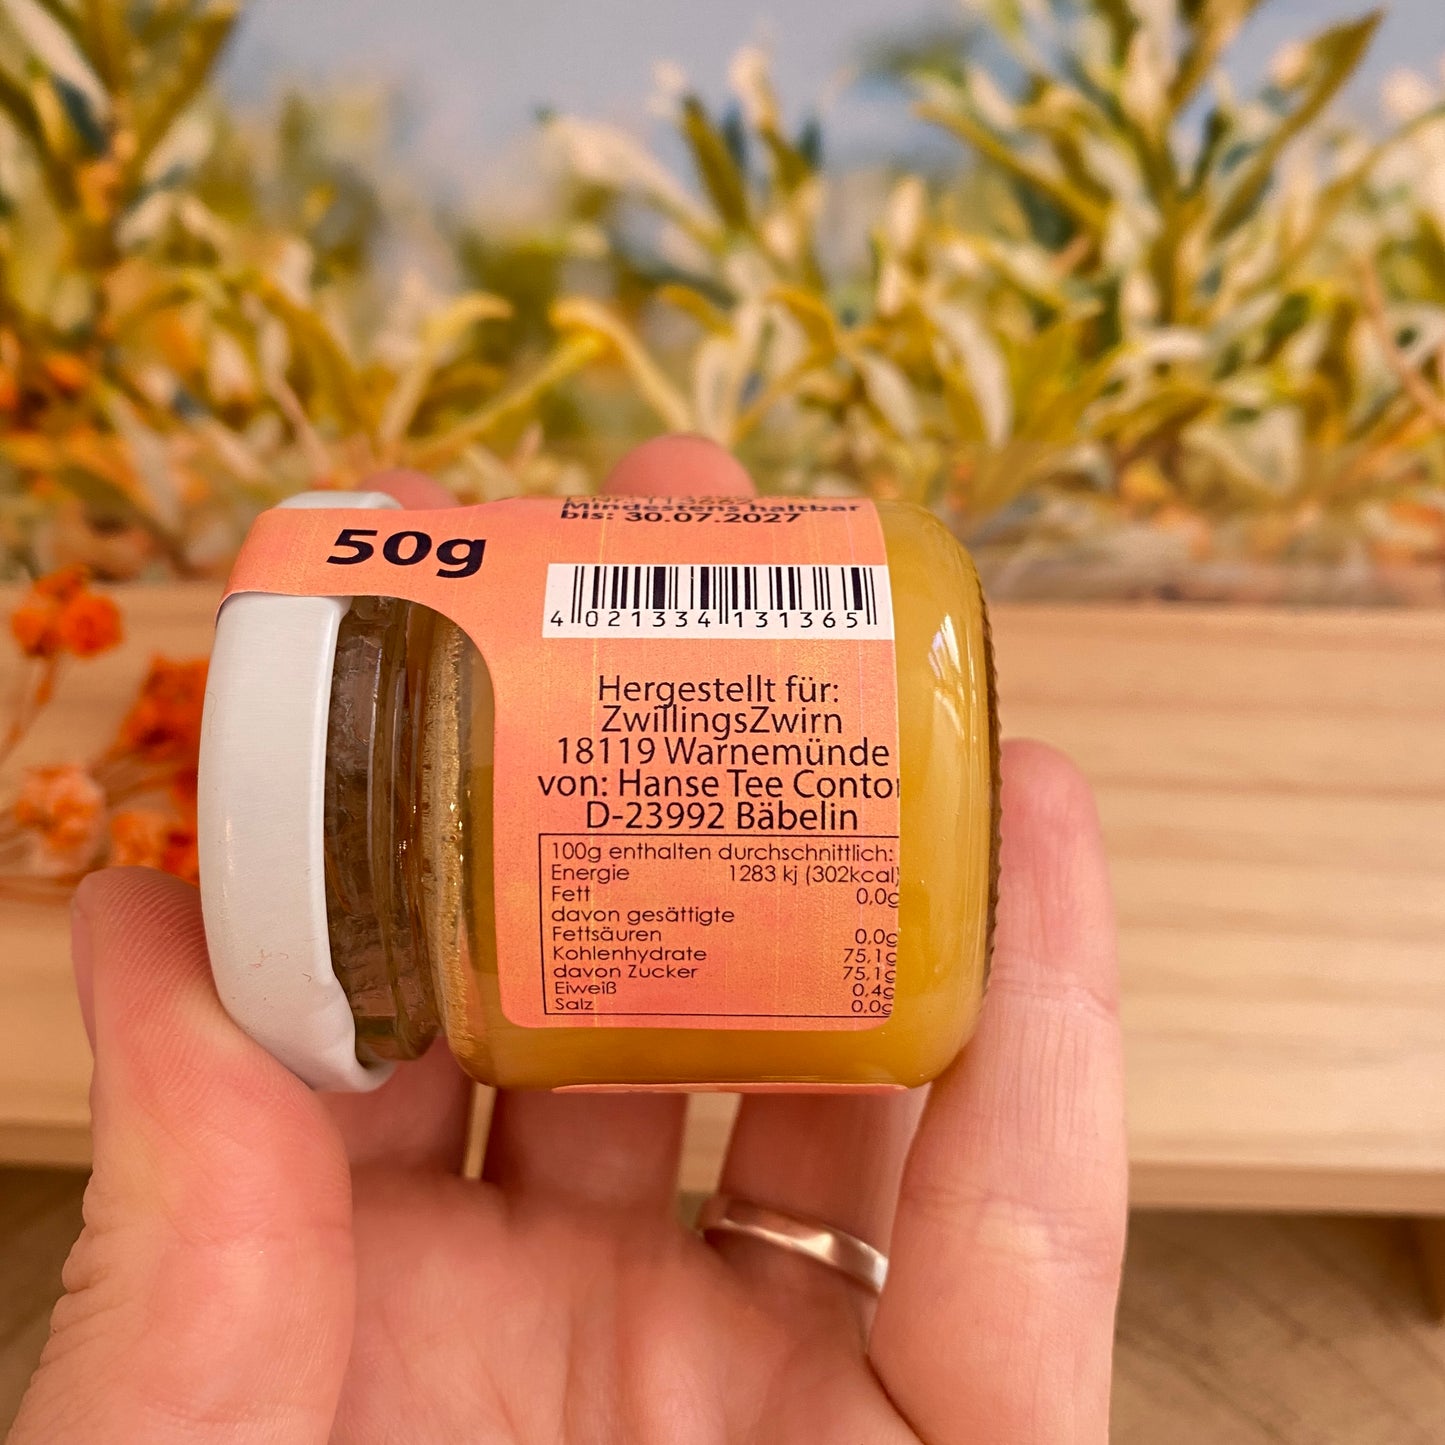 50g
Mindestens haltbar
bis: 30.07.2027
4 021334 131365
Hergestellt für:
ZwillingsZwirn
18119 Warnemünde
von: Hanse Tee Contor
D-23992 Bäbelin
100g enthalten durchschnittlich:
Energie 1283 kj (302kcal)
Fett 0,0g
davon gesättigte
Fettsäuren 0,0g
Kohlenhydrate 75,1g
davon Zucker 75,1g
Eiweiß 0,4g
Salz 0,0g